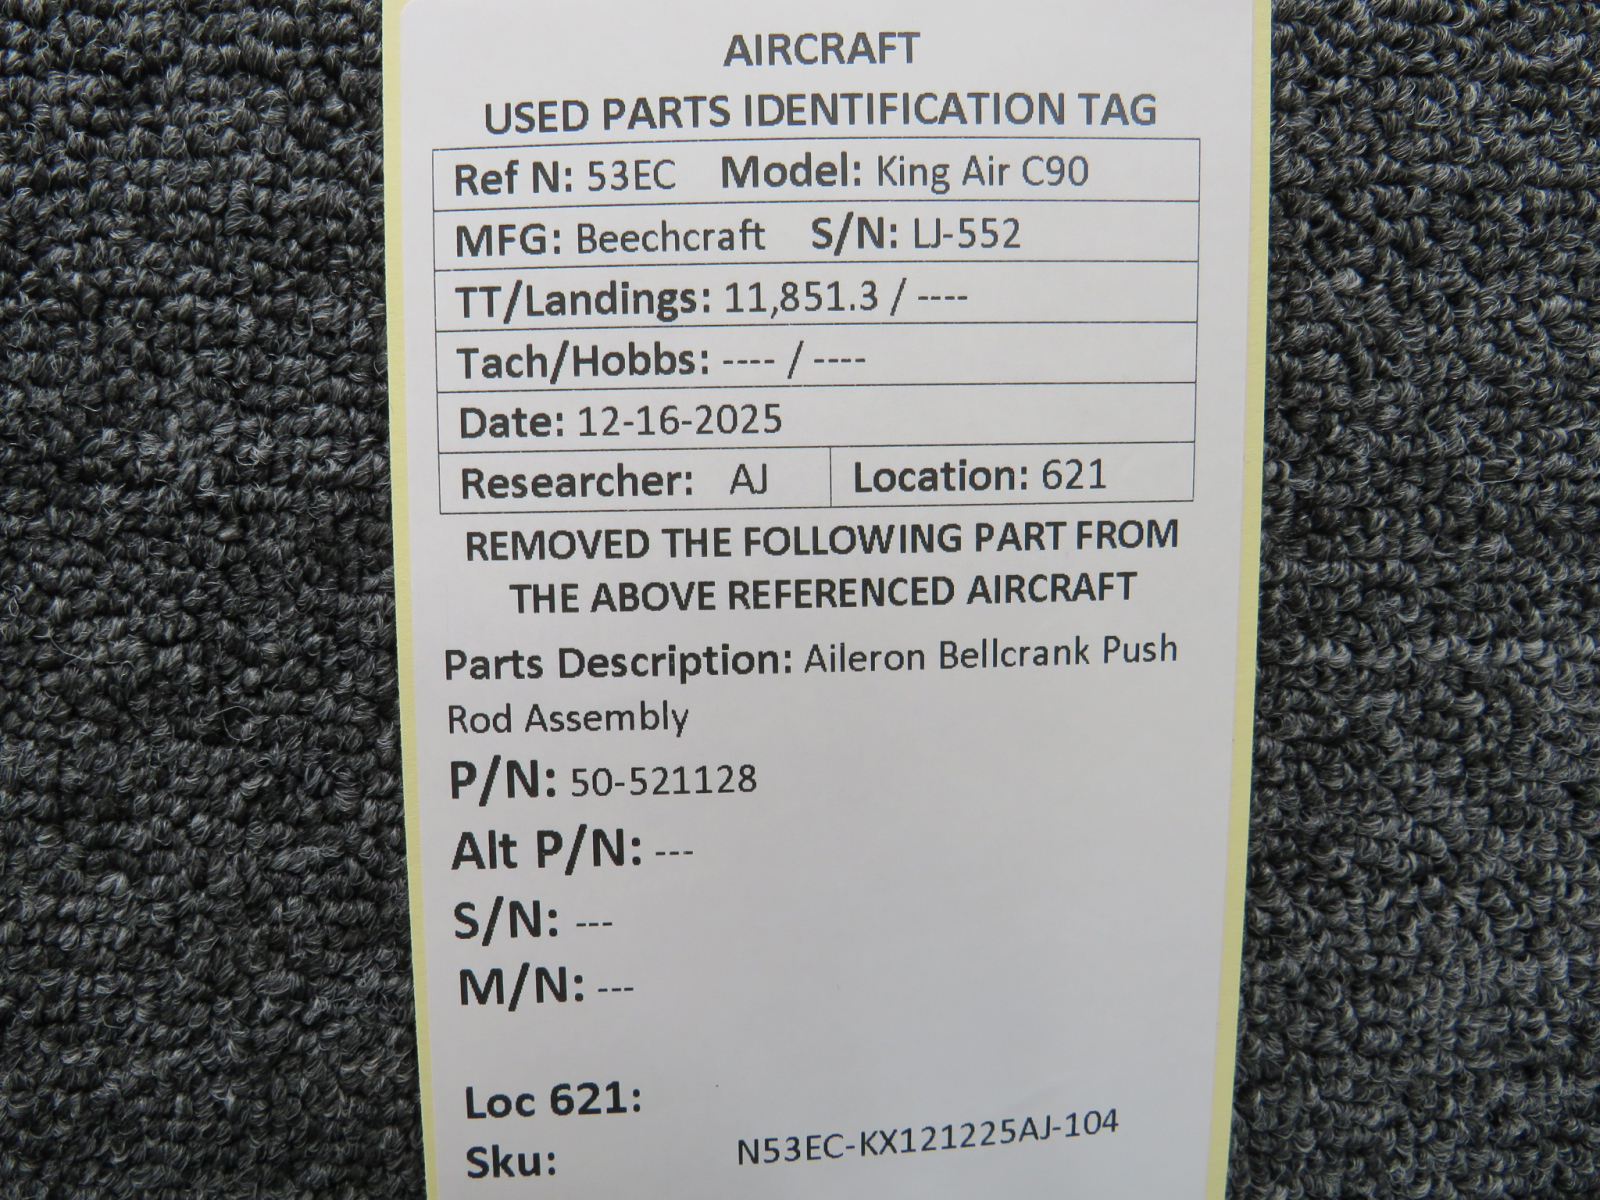 AIRCRAFT
USED PARTS IDENTIFICATION TAG
Ref N: 53EC Model: King Air C90
MFG: Beechcraft S/N: LJ-552
TT/Landings: 11,851.3 / ----
Tach/Hobbs: ---- / ----
Date: 12-16-2025
Researcher: AJ Location: 621
REMOVED THE FOLLOWING PART FROM
THE ABOVE REFERENCED AIRCRAFT
Parts Description: Aileron Bellcrank Push
Rod Assembly
P/N: 50-521128
Alt P/N: ---
S/N: ---
M/N: ---
Loc 621:
Sku: N53EC-KX121225AJ-104